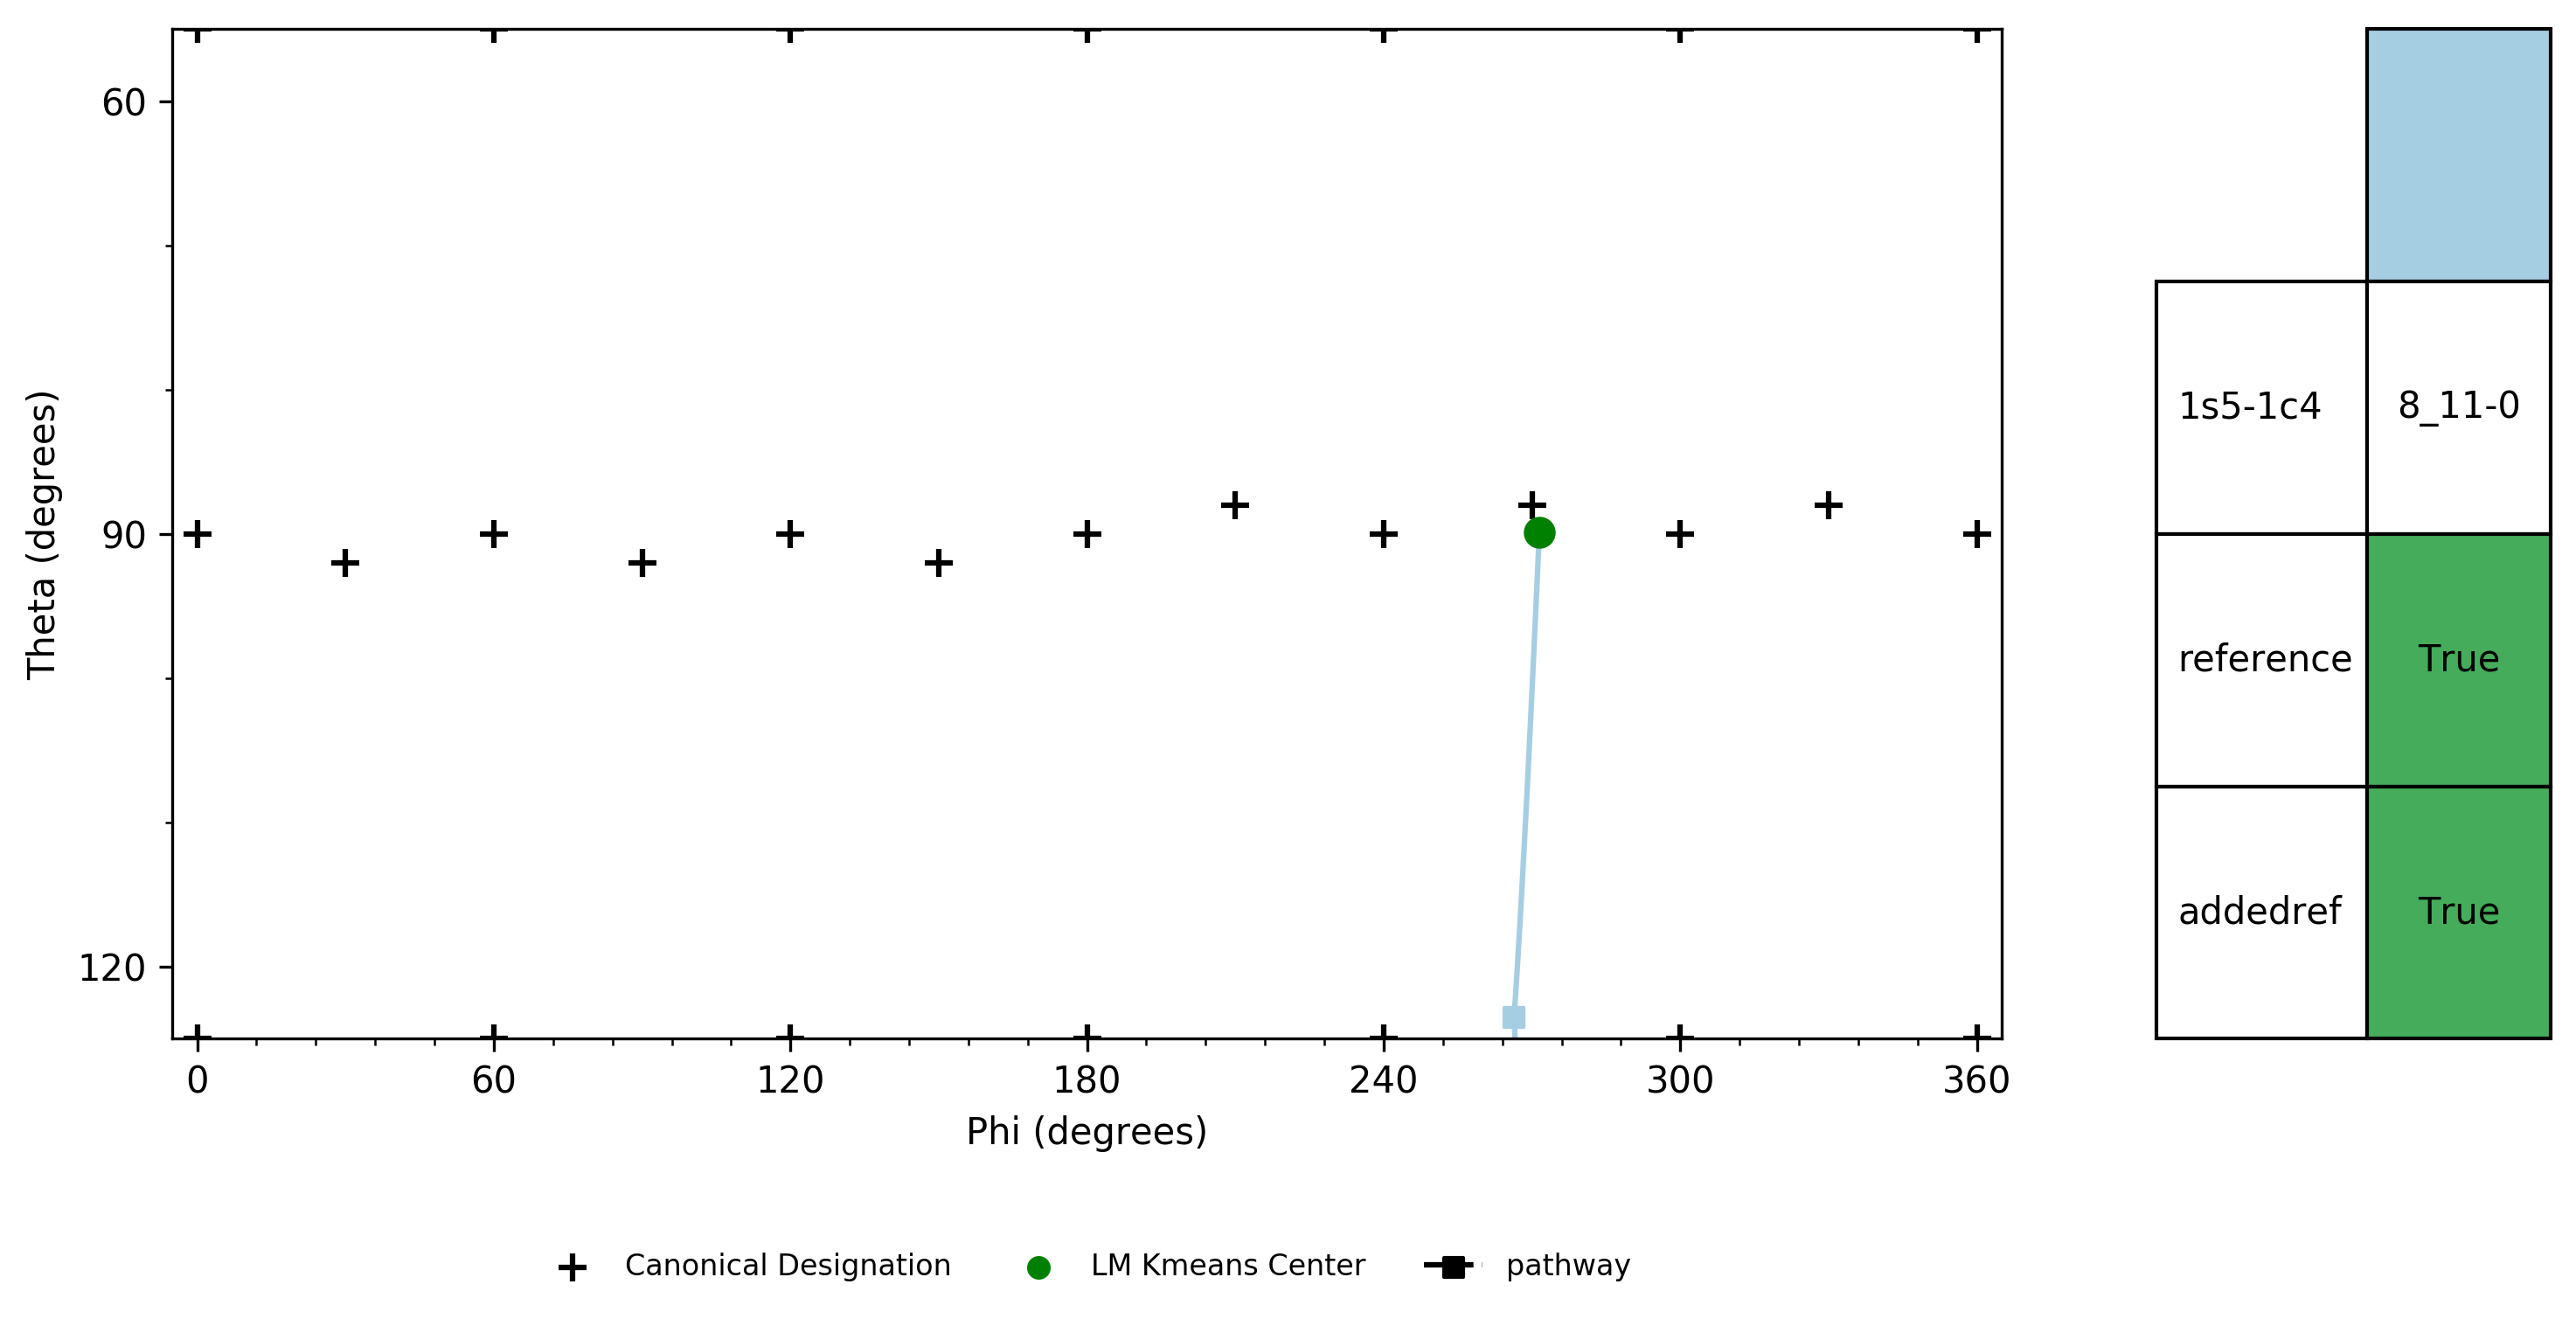 60
90
120
Theta (degrees)
0 60 120 180 240 300 360
Phi (degrees)
Canonical Designation LM Kmeans Center pathway
1s5-1c4 8_11-0
reference True
addedref True